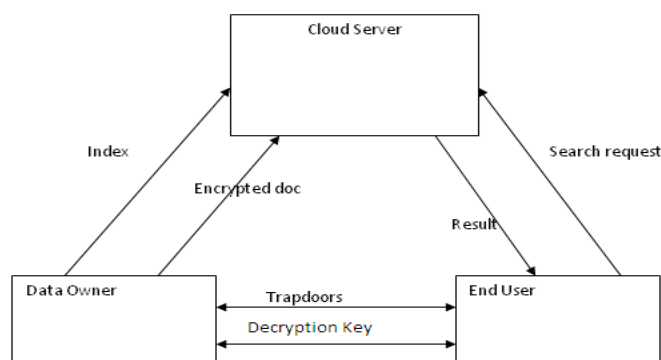 Cloud Server
Index
Search request
Encrypted doc
Result
Data Owner
Trapdoors
End User
Decryption Key